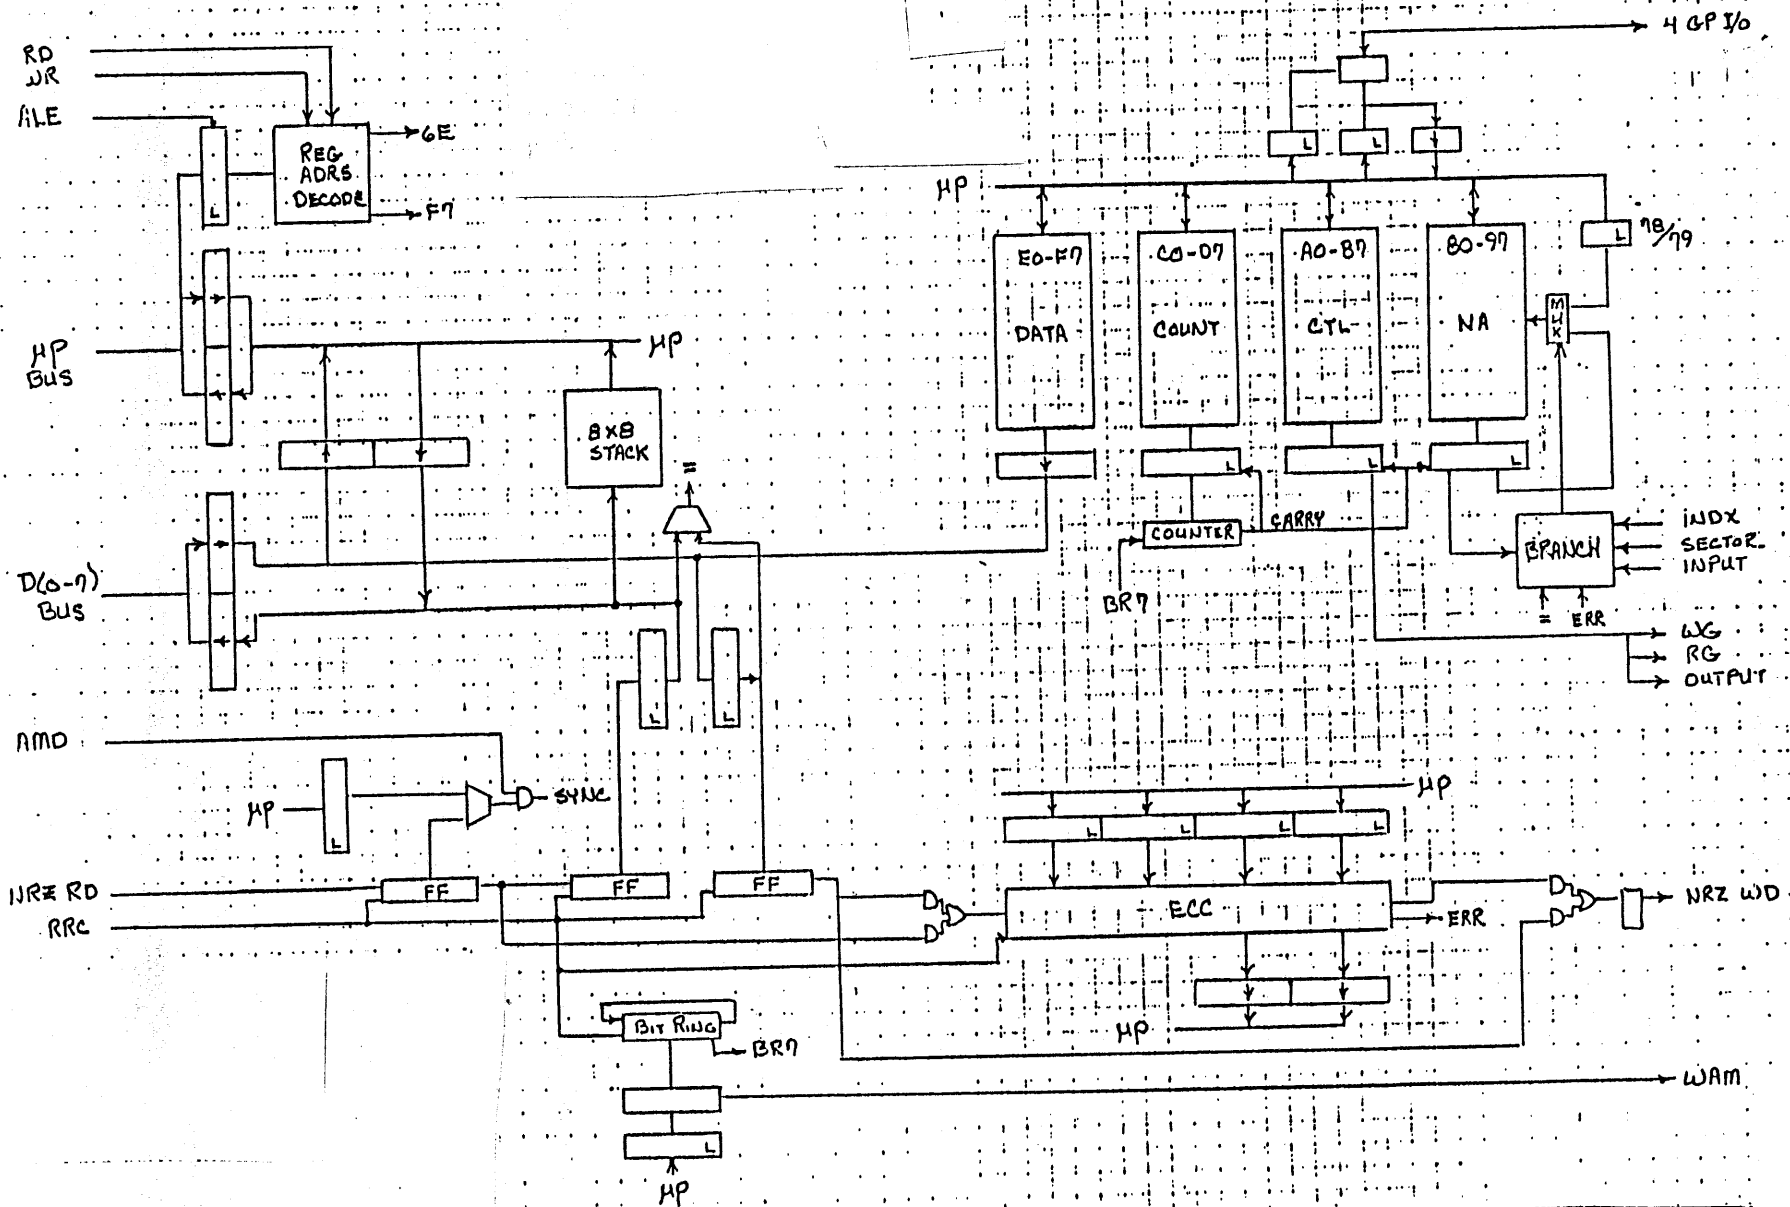 RD
WR
ALE
REG
ADRS
DECODE
6E
F7
L
µP
BUS
µP
8X8
STACK
=
D(0-7)
BUS
L
L
AMD
µP
L
SYNC
NRZ RD
RRC
FF
FF
FF
BIT RING
BR7
L
µP
4 GP I/O
L
L
µP
E0-F7
DATA
C0-D7
COUNT
A0-B7
CTL
80-97
NA
L
78/79
MUX
L
L
L
COUNTER
CARRY
BR7
BRANCH
INDX
SECTOR
INPUT
=
ERR
WG
RG
OUTPUT
µP
L
L
L
L
ECC
ERR
NRZ WD
µP
WAM